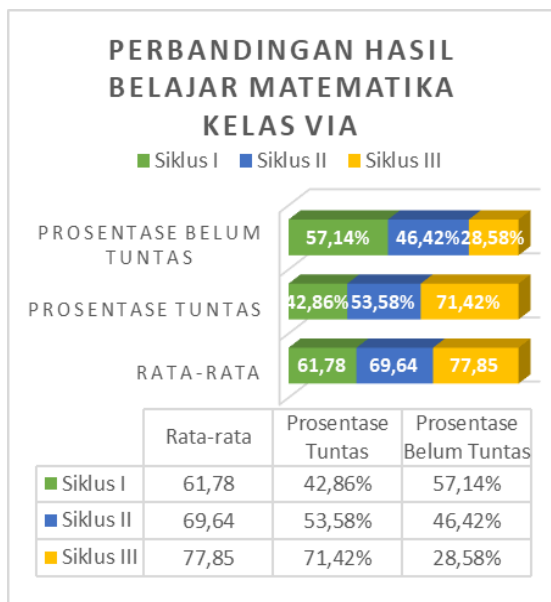 PERBANDINGAN HASIL
BELAJAR MATEMATIKA
KELAS VIA
Siklus I Siklus II Siklus III
PROSENTASE BELUM
TUNTAS
57,14% 46,42% 28,58%
PROSENTASE TUNTAS
42,86% 53,58% 71,42%
RATA-RATA
61,78 69,64 77,85
Rata-rata Prosentase Tuntas Prosentase Belum Tuntas
Siklus I 61,78 42,86% 57,14%
Siklus II 69,64 53,58% 46,42%
Siklus III 77,85 71,42% 28,58%